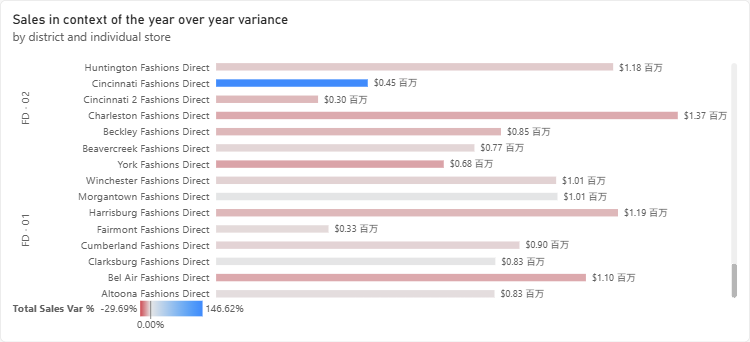 Sales in context of the year over year variance
by district and individual store
FD - 02
Huntington Fashions Direct $1.18 百万
Cincinnati Fashions Direct $0.45 百万
Cincinnati 2 Fashions Direct $0.30 百万
Charleston Fashions Direct $1.37 百万
Beckley Fashions Direct $0.85 百万
Beavercreek Fashions Direct $0.77 百万
FD - 01
York Fashions Direct $0.68 百万
Winchester Fashions Direct $1.01 百万
Morgantown Fashions Direct $1.01 百万
Harrisburg Fashions Direct $1.19 百万
Fairmont Fashions Direct $0.33 百万
Cumberland Fashions Direct $0.90 百万
Clarksburg Fashions Direct $0.83 百万
Bel Air Fashions Direct $1.10 百万
Altoona Fashions Direct $0.83 百万
Total Sales Var % -29.69% 146.62%
0.00%